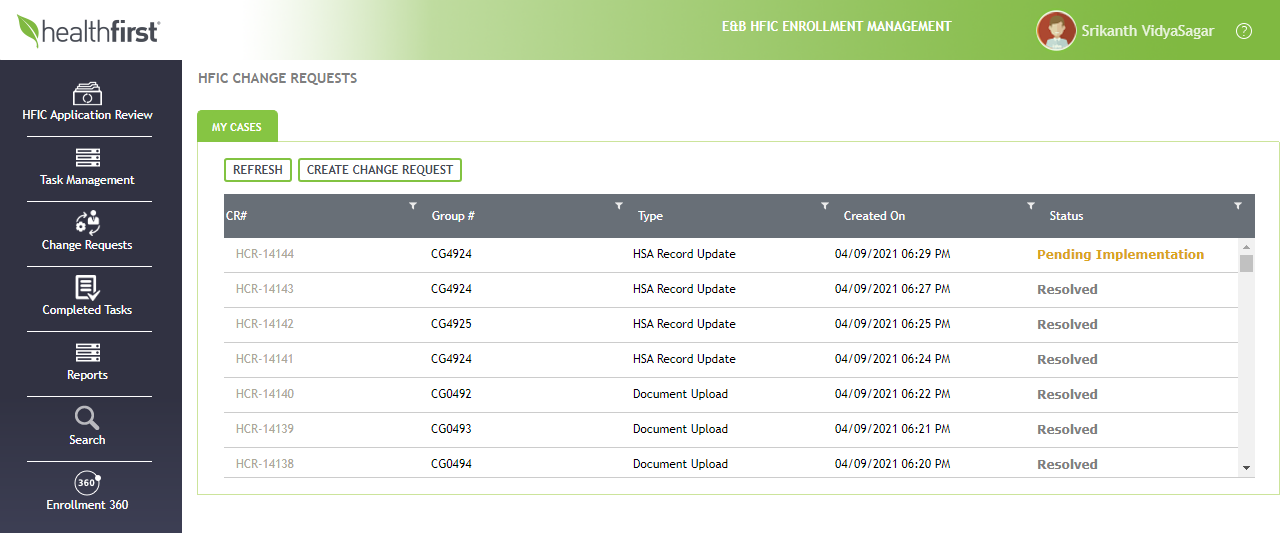 healthfirst®
E&B HFIC ENROLLMENT MANAGEMENT
Srikanth VidyaSagar ?
HFIC Application Review
Task Management
Change Requests
Completed Tasks
Reports
Search
360°
Enrollment 360
HFIC CHANGE REQUESTS
MY CASES
REFRESH CREATE CHANGE REQUEST
CR# Group # Type Created On Status
HCR-14144 CG4924 HSA Record Update 04/09/2021 06:29 PM Pending Implementation
HCR-14143 CG4924 HSA Record Update 04/09/2021 06:27 PM Resolved
HCR-14142 CG4925 HSA Record Update 04/09/2021 06:25 PM Resolved
HCR-14141 CG4924 HSA Record Update 04/09/2021 06:24 PM Resolved
HCR-14140 CG0492 Document Upload 04/09/2021 06:22 PM Resolved
HCR-14139 CG0493 Document Upload 04/09/2021 06:21 PM Resolved
HCR-14138 CG0494 Document Upload 04/09/2021 06:20 PM Resolved